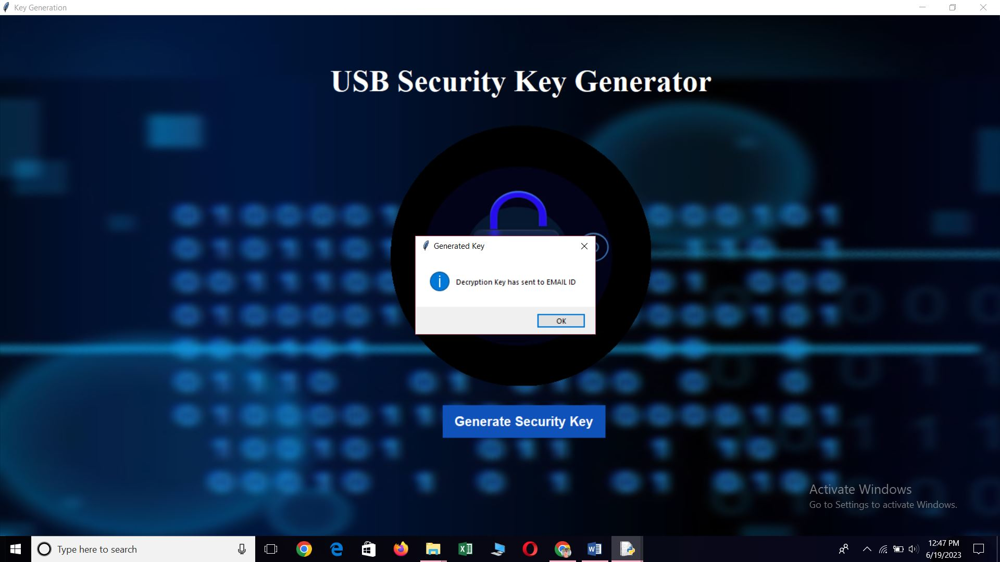 Key Generation
USB Security Key Generator
Generated Key
Decryption Key has sent to EMAIL ID
OK
Generate Security Key
Activate Windows
Go to Settings to activate Windows.
Type here to search
12:47 PM
6/19/2023